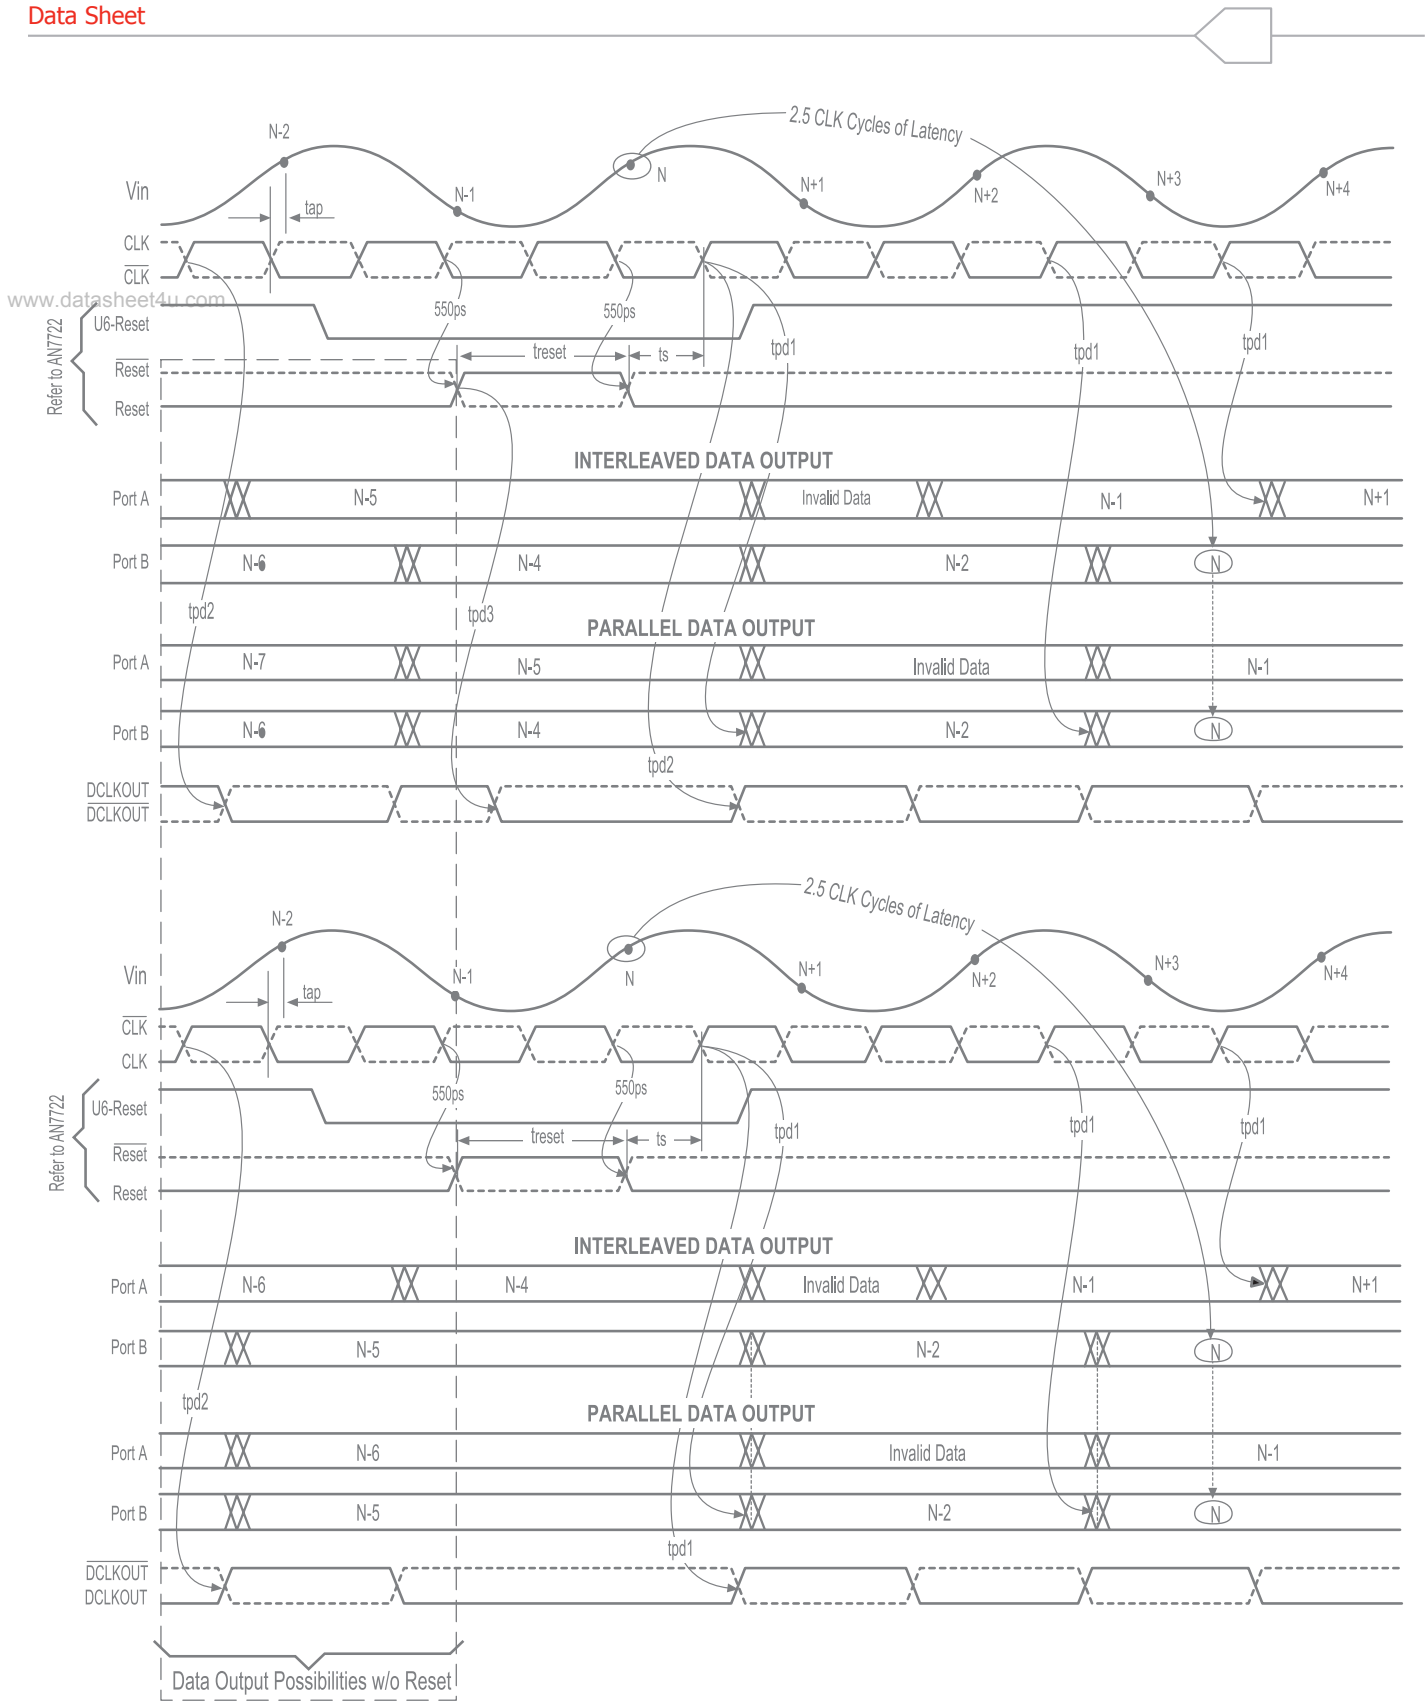 Data Sheet
2.5 CLK Cycles of Latency
N-2
Vin
tap
N-1
N
N+1
N+2
N+3
N+4
CLK
CLK
www.datasheet4u.com
Refer to AN7722
U6-Reset
550ps
550ps
tpd1
tpd1
tpd1
treset
ts
Reset
Reset
INTERLEAVED DATA OUTPUT
Port A
N-5
Invalid Data
N-1
N+1
Port B
N-6
N-4
N-2
N
tpd2
tpd3
PARALLEL DATA OUTPUT
Port A
N-7
N-5
Invalid Data
N-1
Port B
N-6
N-4
N-2
N
tpd2
DCLKOUT
DCLKOUT
2.5 CLK Cycles of Latency
N-2
Vin
tap
N-1
N
N+1
N+2
N+3
N+4
CLK
CLK
Refer to AN7722
U6-Reset
550ps
550ps
tpd1
tpd1
tpd1
treset
ts
Reset
Reset
INTERLEAVED DATA OUTPUT
Port A
N-6
N-4
Invalid Data
N-1
N+1
Port B
N-5
N-2
N
tpd2
PARALLEL DATA OUTPUT
Port A
N-6
Invalid Data
N-1
Port B
N-5
N-2
N
tpd1
DCLKOUT
DCLKOUT
Data Output Possibilities w/o Reset